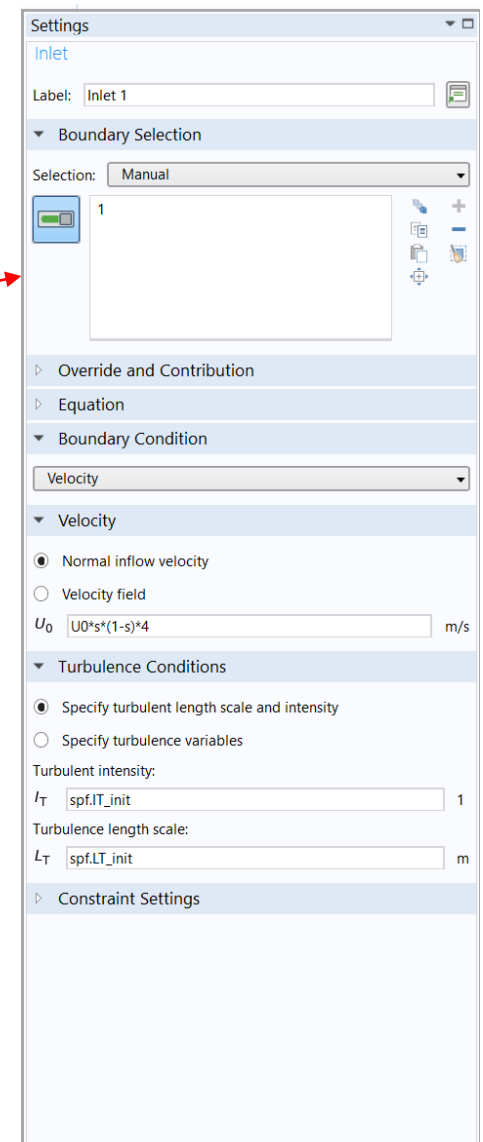 Settings
Inlet
Label: Inlet 1
Boundary Selection
Selection: Manual
1
Override and Contribution
Equation
Boundary Condition
Velocity
Velocity
Normal inflow velocity
Velocity field
U0 U0*s*(1-s)*4 m/s
Turbulence Conditions
Specify turbulent length scale and intensity
Specify turbulence variables
Turbulent intensity:
IT spf.IT_init 1
Turbulence length scale:
LT spf.LT_init m
Constraint Settings